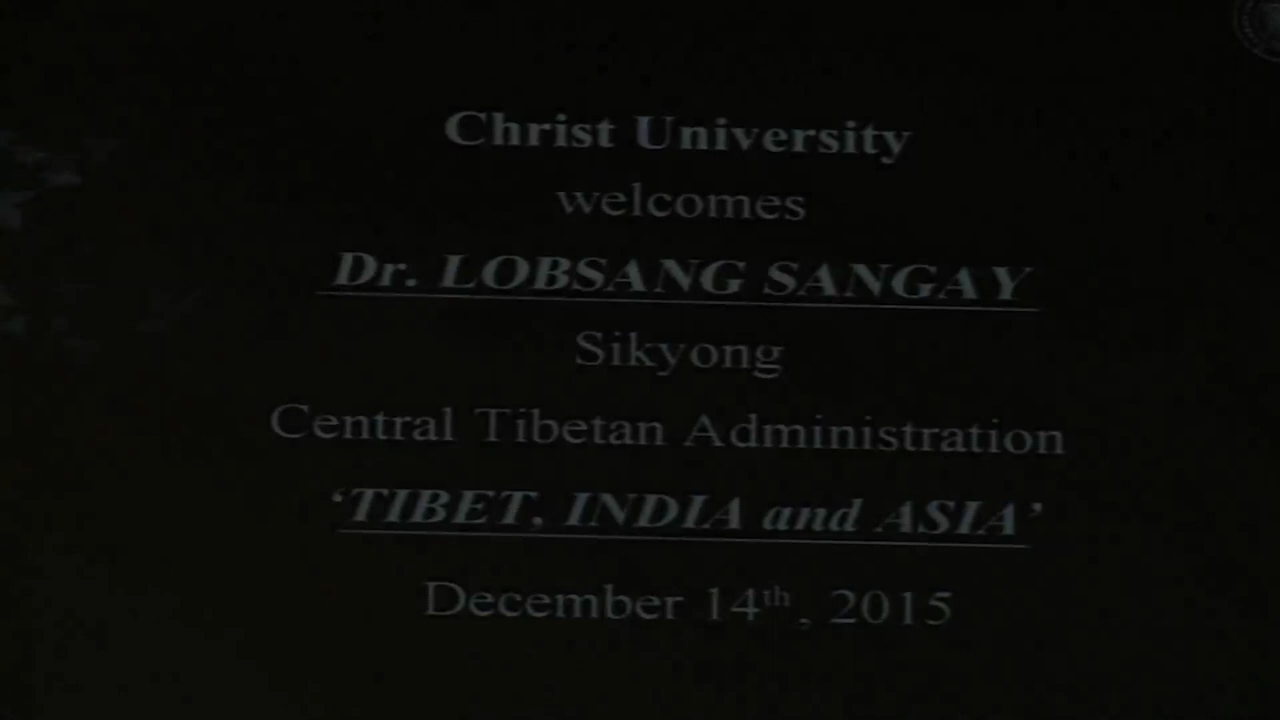 Christ University
welcomes
Dr. LOBSANG SANGAY
Sikyong
Central Tibetan Administration
‘TIBET, INDIA and ASIA’
December 14th, 2015